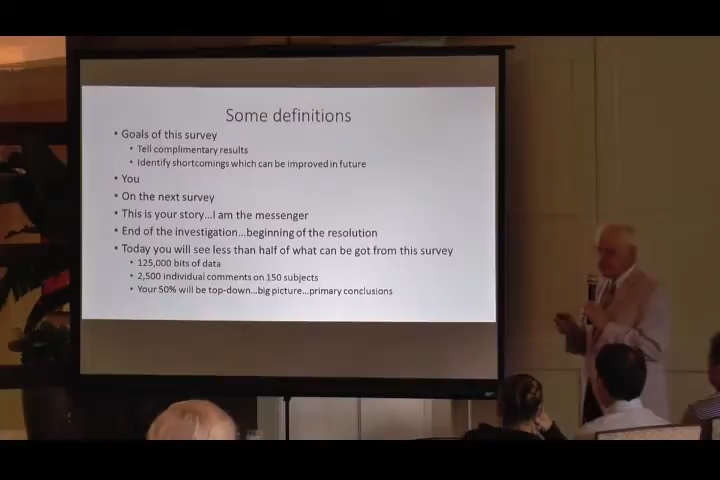 Some definitions
• Goals of this survey
• Tell complimentary results
• Identify shortcomings which can be improved in future
• You
• On the next survey
• This is your story...I am the messenger
• End of the investigation...beginning of the resolution
• Today you will see less than half of what can be got from this survey
• 125,000 bits of data
• 2,500 individual comments on 150 subjects
• Your 50% will be top-down...big picture...primary conclusions